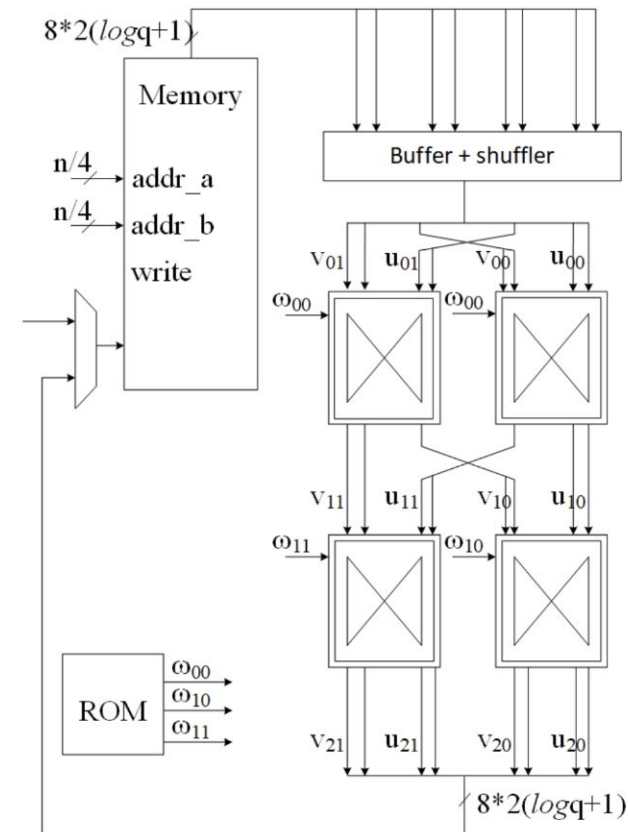 8*2(logq+1)
Memory
n/4
addr_a
n/4
addr_b
write
Buffer + shuffler
v₀₁ u₀₁ v₀₀ u₀₀
ω₀₀ ω₀₀
v₁₁ u₁₁ v₁₀ u₁₀
ω₁₁ ω₁₀
ROM
ω₀₀
ω₁₀
ω₁₁
v₂₁ u₂₁ v₂₀ u₂₀
8*2(logq+1)